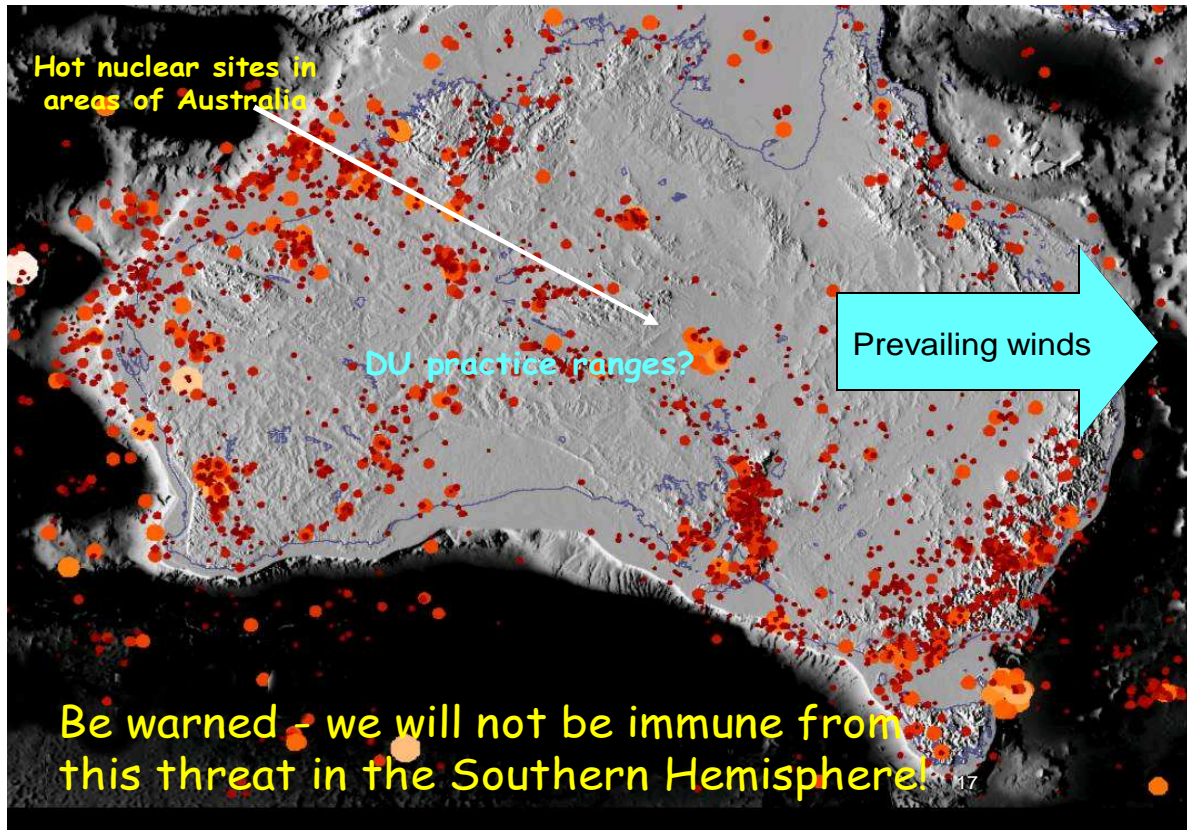 Hot nuclear sites in
areas of Australia
Prevailing winds
DU practice ranges?
Be warned - we will not be immune from
this threat in the Southern Hemisphere!
17